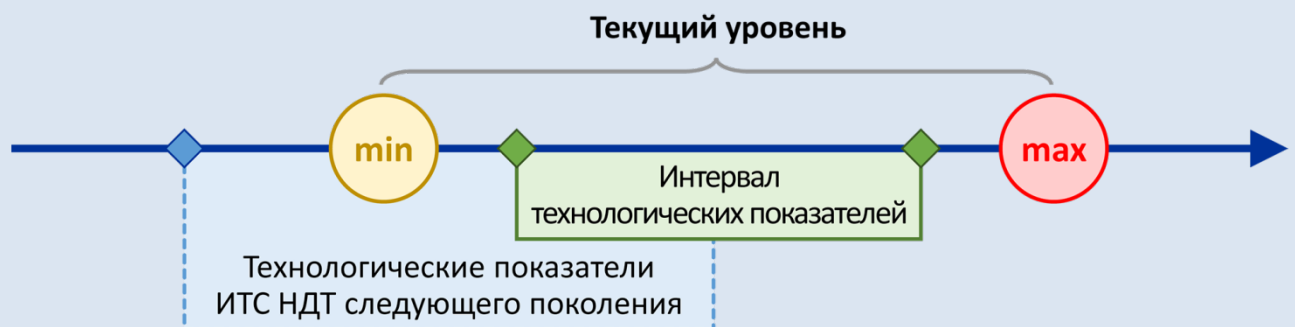 Текущий уровень
min
max
Интервал
технологических показателей
Технологические показатели
ИТС НДТ следующего поколения